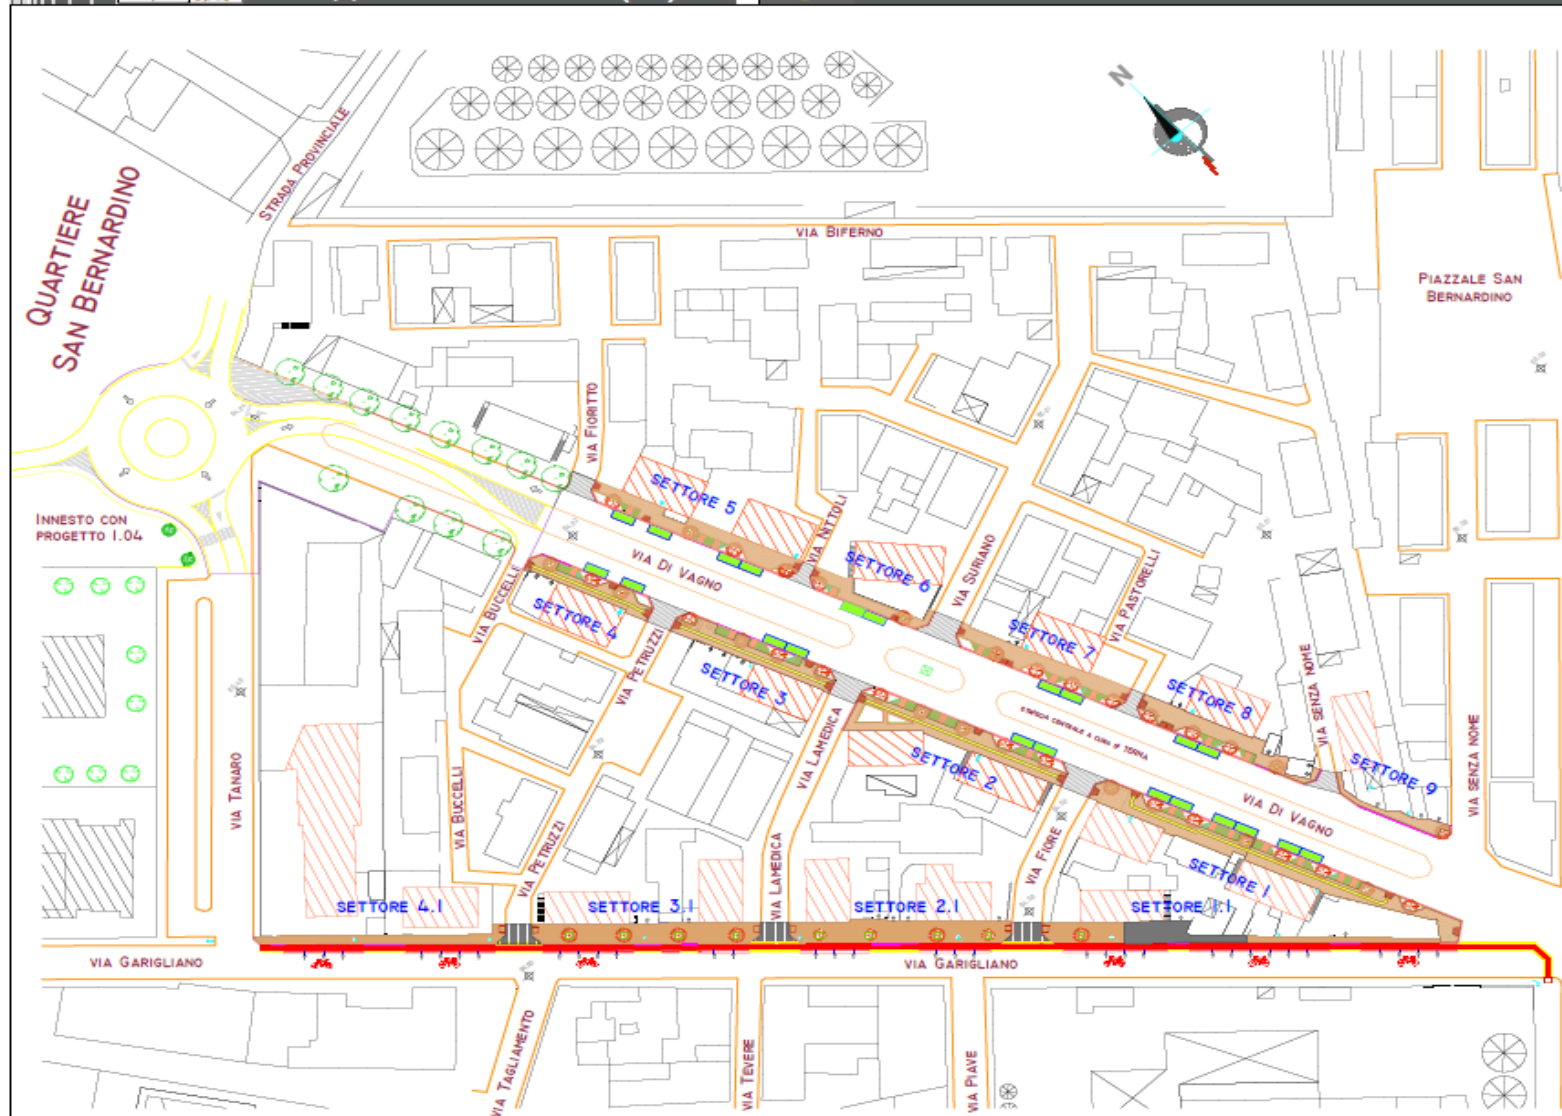 N
STRADA PROVINCIALE
QUARTIERE
SAN BERNARDINO
VIA BIFERNO
PIAZZALE SAN
BERNARDINO
VIA FIORITTO
INNESTO CON
PROGETTO 1.04
SETTORE 5
VIA NITTOLI
SETTORE 6
VIA SURIANO
VIA DI VAGNO
VIA BUCCELLI
SETTORE 4
VIA PETRUZZI
SETTORE 7
VIA PASTORELLI
SETTORE 3
SETTORE 8
VIA SENZA NOME
VIA LAMEDICA
SETTORE 2
SETTORE 9
VIA SENZA NOME
VIA TANARO
VIA BUCCELLI
VIA DI VAGNO
VIA PETRUZZI
VIA LAMEDICA
VIA FIORE
SETTORE 1
SETTORE 4.1
SETTORE 3.1
SETTORE 2.1
SETTORE 1.1
VIA GARIGLIANO
VIA GARIGLIANO
VIA TAGLIAMENTO
VIA TEVERE
VIA PIAVE